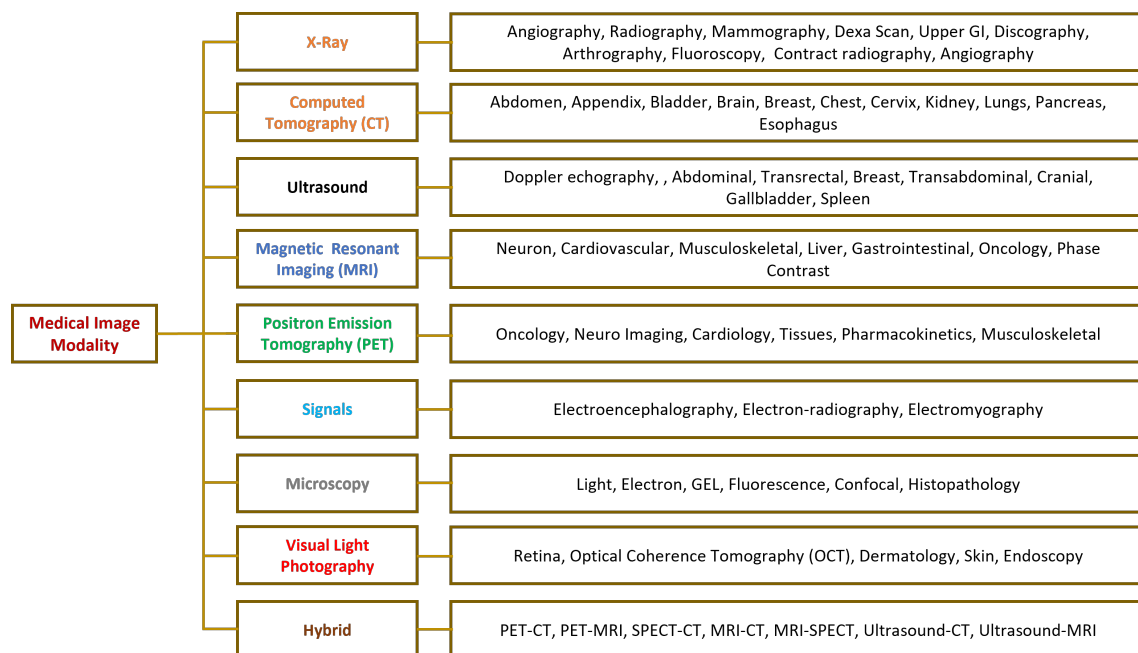 X-Ray
Angiography, Radiography, Mammography, Dexa Scan, Upper GI, Discography,
Arthrography, Fluoroscopy, Contract radiography, Angiography
Computed
Tomography (CT)
Abdomen, Appendix, Bladder, Brain, Breast, Chest, Cervix, Kidney, Lungs, Pancreas,
Esophagus
Ultrasound
Doppler echography, , Abdominal, Transrectal, Breast, Transabdominal, Cranial,
Gallbladder, Spleen
Magnetic Resonant
Imaging (MRI)
Neuron, Cardiovascular, Musculoskeletal, Liver, Gastrointestinal, Oncology, Phase
Contrast
Medical Image
Modality
Positron Emission
Tomography (PET)
Oncology, Neuro Imaging, Cardiology, Tissues, Pharmacokinetics, Musculoskeletal
Signals
Electroencephalography, Electron-radiography, Electromyography
Microscopy
Light, Electron, GEL, Fluorescence, Confocal, Histopathology
Visual Light
Photography
Retina, Optical Coherence Tomography (OCT), Dermatology, Skin, Endoscopy
Hybrid
PET-CT, PET-MRI, SPECT-CT, MRI-CT, MRI-SPECT, Ultrasound-CT, Ultrasound-MRI